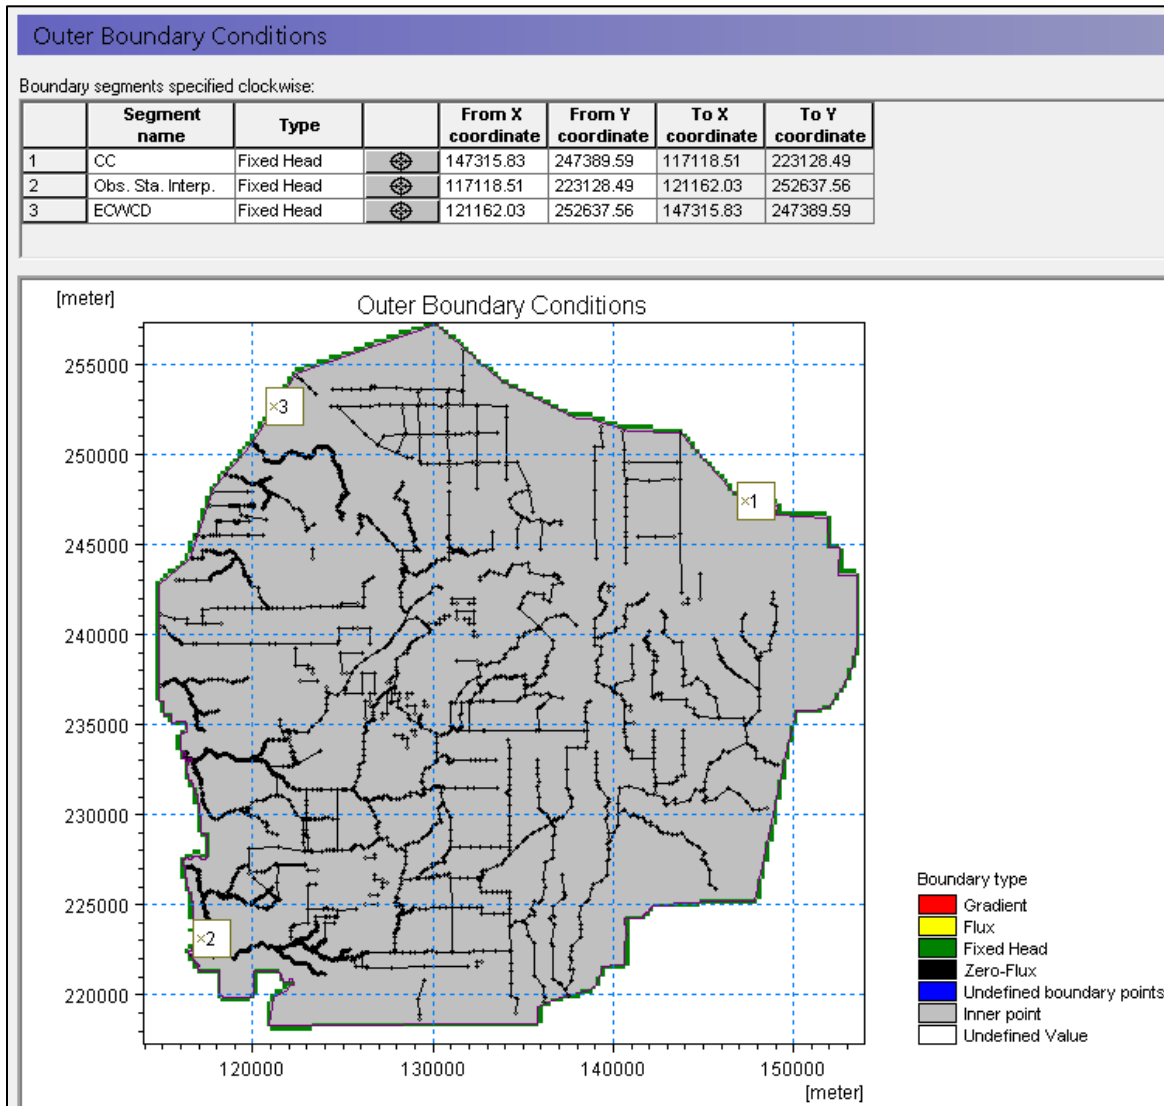 Outer Boundary Conditions
Boundary segments specified clockwise:
Segment name Type From X coordinate From Y coordinate To X coordinate To Y coordinate
1 CC Fixed Head 147315.83 247389.59 117118.51 223128.49
2 Obs. Sta. Interp. Fixed Head 117118.51 223128.49 121162.03 252637.56
3 ECWCD Fixed Head 121162.03 252637.56 147315.83 247389.59
[meter]
Outer Boundary Conditions
255000
3
250000
1
245000
240000
235000
230000
225000
2
220000
120000 130000 140000 150000
[meter]
Boundary type
Gradient
Flux
Fixed Head
Zero-Flux
Undefined boundary points
Inner point
Undefined Value